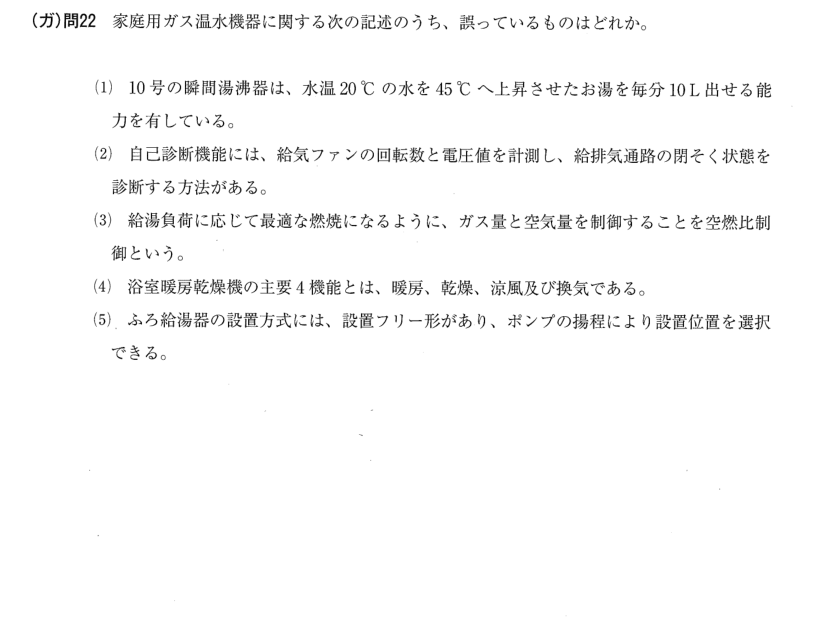 (ガ)問22 家庭用ガス温水機器に関する次の記述のうち、誤っているものはどれか。
(1) 10号の瞬間湯沸器は、水温20℃の水を45℃へ上昇させたお湯を毎分10L出せる能
力を有している。
(2) 自己診断機能には、給気ファンの回転数と電圧値を計測し、給排気通路の閉そく状態を
診断する方法がある。
(3) 給湯負荷に応じて最適な燃焼になるように、ガス量と空気量を制御することを空燃比制
御という。
(4) 浴室暖房乾燥機の主要4機能とは、暖房、乾燥、涼風及び換気である。
(5) ふろ給湯器の設置方式には、設置フリー形があり、ポンプの揚程により設置位置を選択
できる。